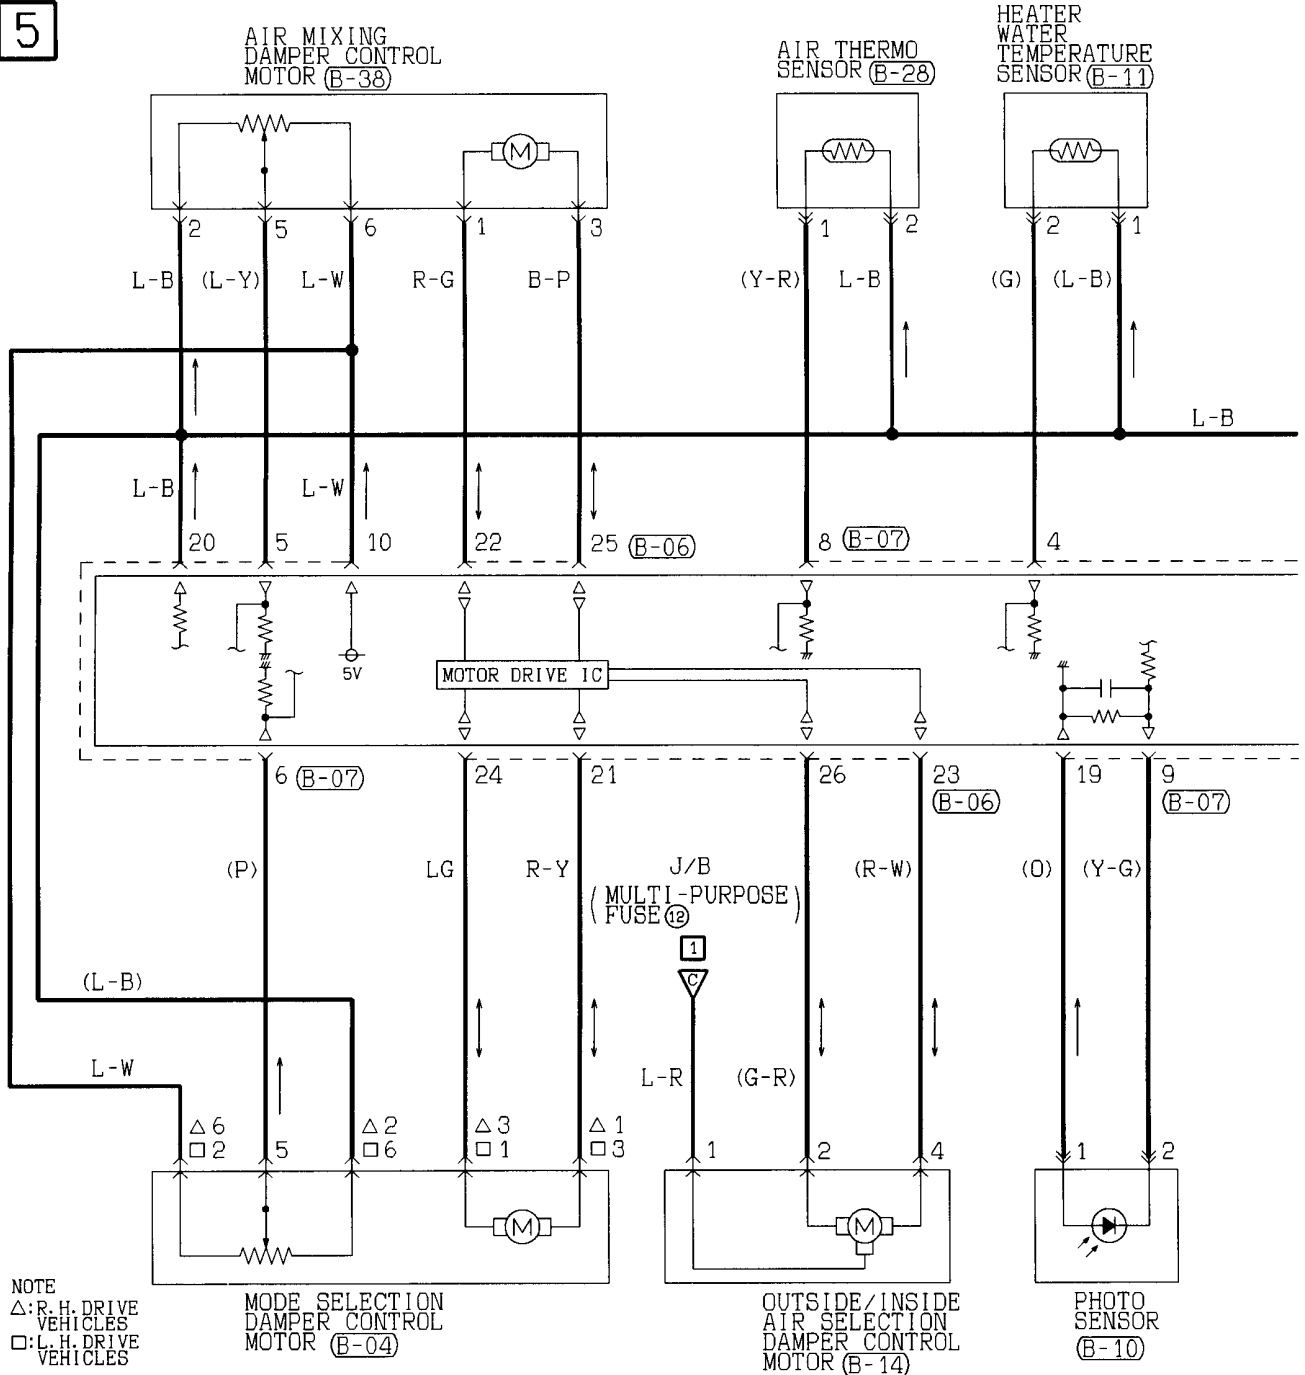 5
AIR MIXING
DAMPER CONTROL
MOTOR (B-38)
AIR THERMO
SENSOR (B-28)
HEATER
WATER
TEMPERATURE
SENSOR (B-11)
M
2 5 6 1 3 1 2 2 1
L-B (L-Y) L-W R-G B-P (Y-R) L-B (G) (L-B)
L-B
L-B L-W
20 5 10 22 25 (B-06) 8 (B-07) 4
5V
MOTOR DRIVE IC
6 (B-07) 24 21 26 23 19 9
(B-06) (B-07)
(P) LG R-Y J/B (R-W) (O) (Y-G)
(MULTI-PURPOSE)
FUSE ⑫
1
C
(L-B)
L-W L-R (G-R)
△6 △2 △3 △1
□2 5 □6 □1 □3 1 2 4 1 2
M M
NOTE
△:R.H.DRIVE
VEHICLES
□:L.H.DRIVE
VEHICLES
MODE SELECTION
DAMPER CONTROL
MOTOR (B-04)
OUTSIDE/INSIDE
AIR SELECTION
DAMPER CONTROL
MOTOR (B-14)
PHOTO
SENSOR
(B-10)